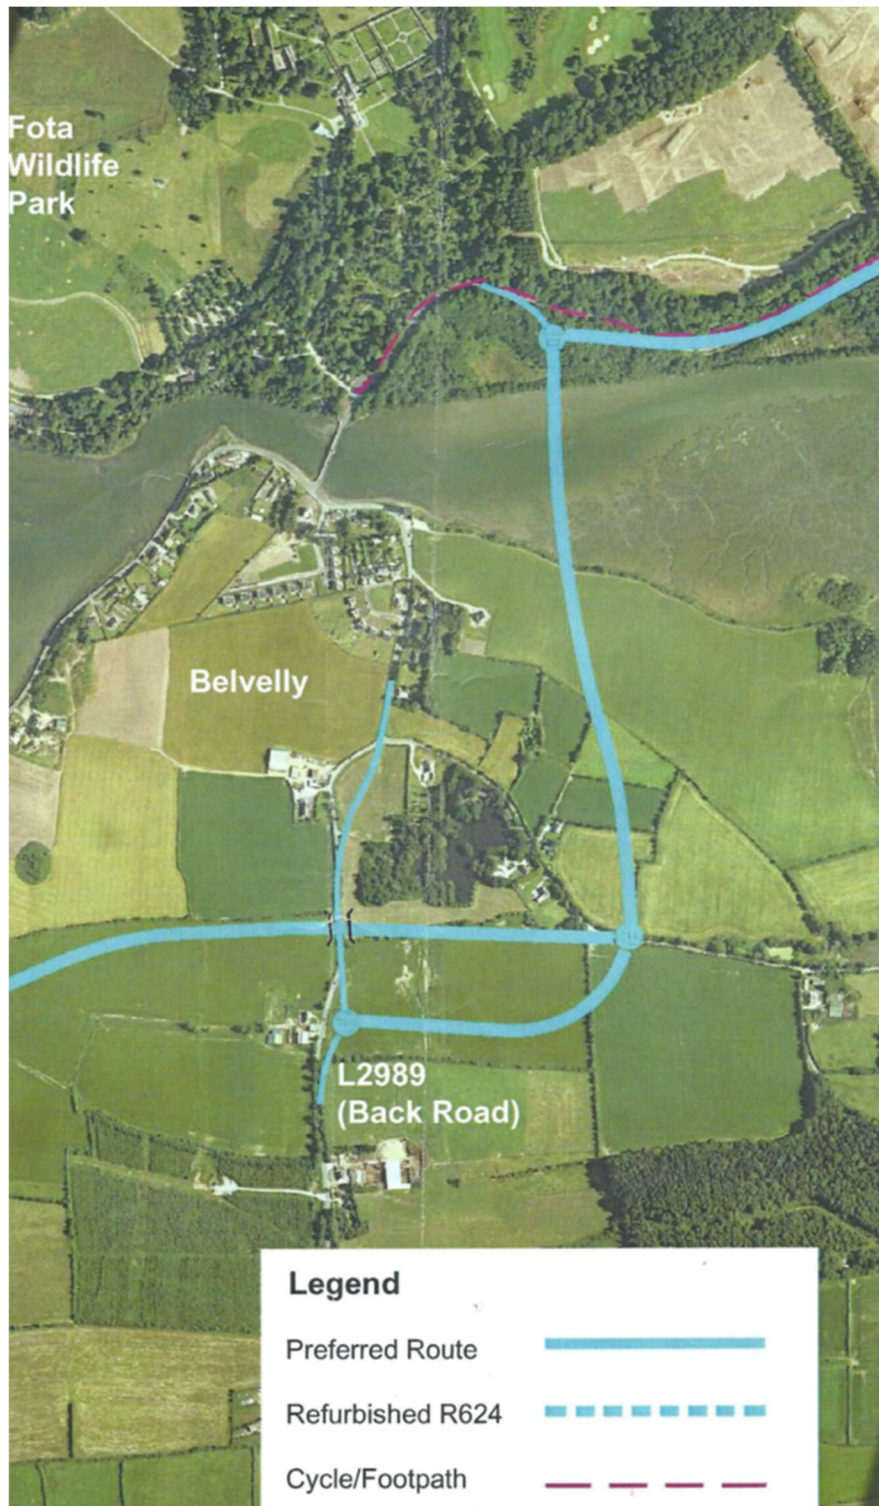 Fota
Wildlife
Park
Belvelly
L2989
(Back Road)
Legend
Preferred Route
Refurbished R624
Cycle/Footpath